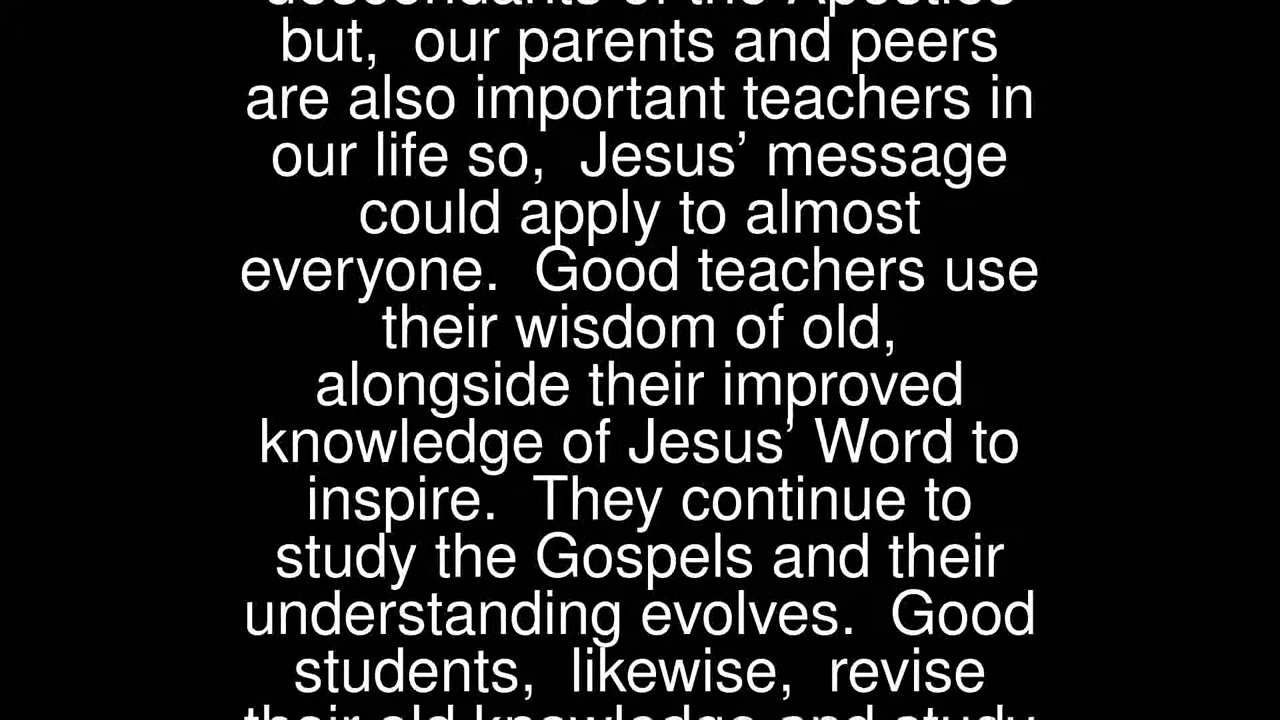 descendants of the Apostles
but,  our parents and peers
are also important teachers in
our life so,  Jesus’ message
could apply to almost
everyone.  Good teachers use
their wisdom of old,
alongside their improved
knowledge of Jesus’ Word to
inspire.  They continue to
study the Gospels and their
understanding evolves.  Good
students,  likewise,  revise
their old knowledge and study